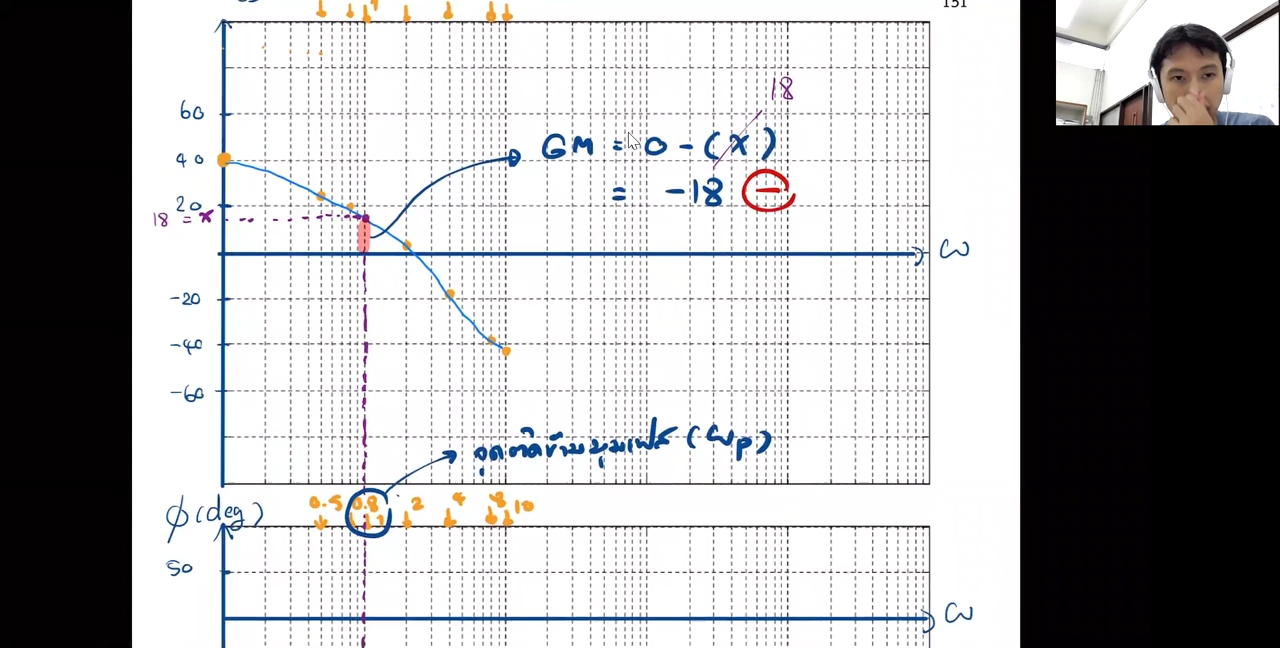 151
60
40
20
18 = x
GM = 0 - (x)
18
= -18 −
ω
-20
-40
-60
จุดตัดข้ามมุมเฟส (ωp)
φ(deg)
0.5 0.8 1 2 4 8 10
50
ω